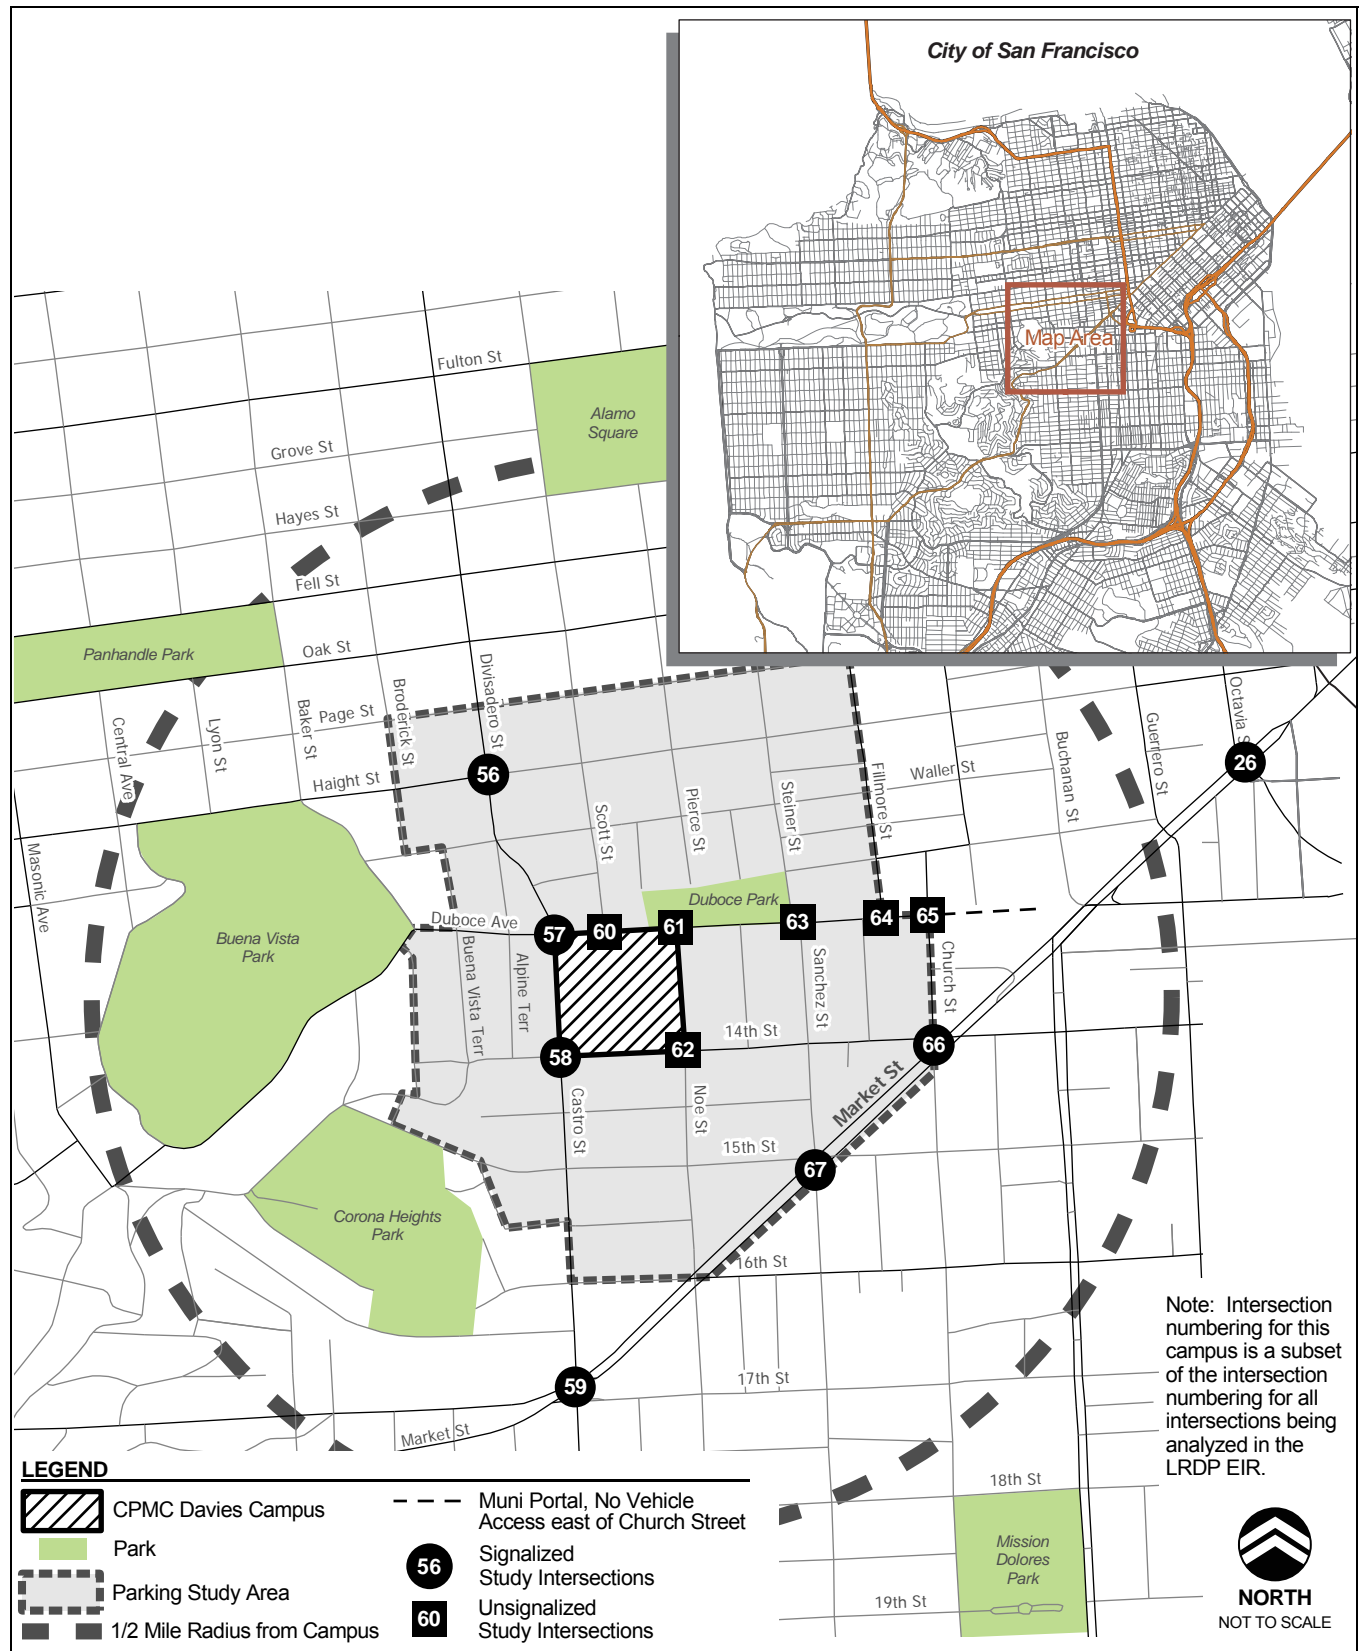 City of San Francisco
Map Area
Fulton St
Alamo
Square
Grove St
Hayes St
Fell St
Panhandle Park
Oak St
Divisadero St
Broderick St
Page St
Baker St
Lyon St
Central Ave
Haight St
56
Octavia S
Guerrero St
Buchanan St
26
Waller St
Fillmore St
Steiner St
Pierce St
Scott St
Masonic Ave
Duboce Park
Duboce Ave
57
60
61
63
64
65
Buena Vista
Park
Buena Vista Terr
Alpine Terr
Sanchez St
Church St
14th St
58
62
66
Market St
Castro St
Noe St
15th St
67
Corona Heights
Park
16th St
59
17th St
Market St
Note: Intersection
numbering for this
campus is a subset
of the intersection
numbering for all
intersections being
analyzed in the
LRDP EIR.
18th St
Mission
Dolores
Park
19th St
NORTH
NOT TO SCALE
LEGEND
CPMC Davies Campus
Park
Parking Study Area
1/2 Mile Radius from Campus
Muni Portal, No Vehicle
Access east of Church Street
56
Signalized
Study Intersections
60
Unsignalized
Study Intersections